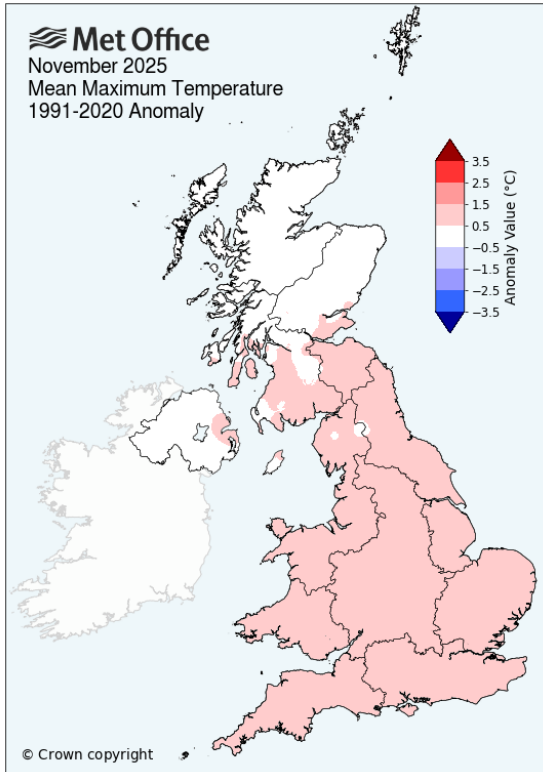 Met Office
November 2025
Mean Maximum Temperature
1991-2020 Anomaly
3.5
2.5
1.5
0.5
−0.5
−1.5
−2.5
−3.5
Anomaly Value (°C)
© Crown copyright